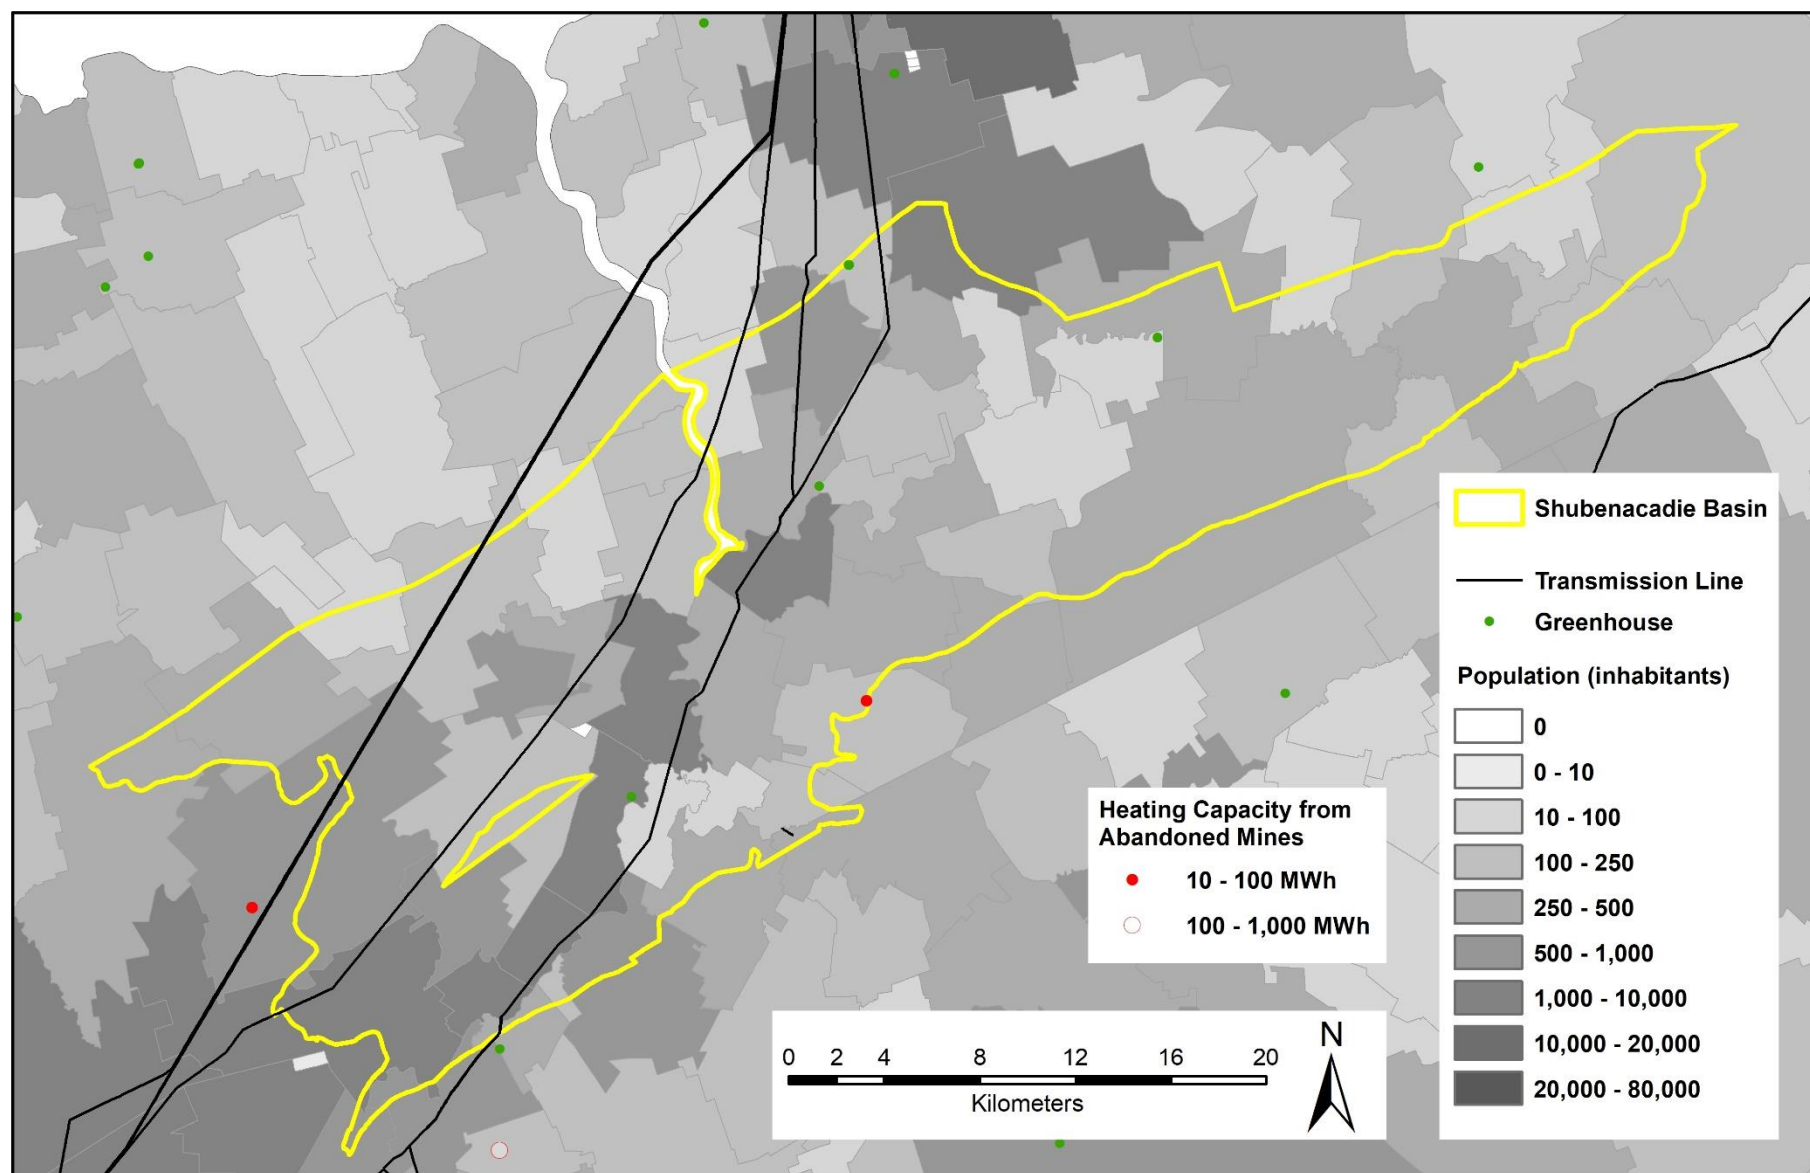 Shubenacadie Basin
Transmission Line
Greenhouse
Population (inhabitants)
0
0 - 10
10 - 100
100 - 250
250 - 500
500 - 1,000
1,000 - 10,000
10,000 - 20,000
20,000 - 80,000
Heating Capacity from
Abandoned Mines
10 - 100 MWh
100 - 1,000 MWh
N
0 2 4 8 12 16 20
Kilometers